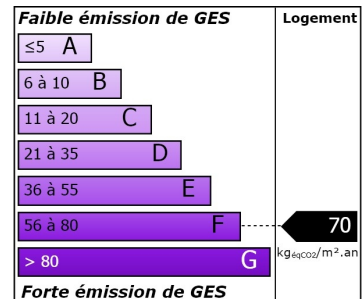 Faible émission de GES
Logement
≤5 A
6 à 10 B
11 à 20 C
21 à 35 D
36 à 55 E
56 à 80 F
70
kgéqCO2/m².an
> 80 G
Forte émission de GES